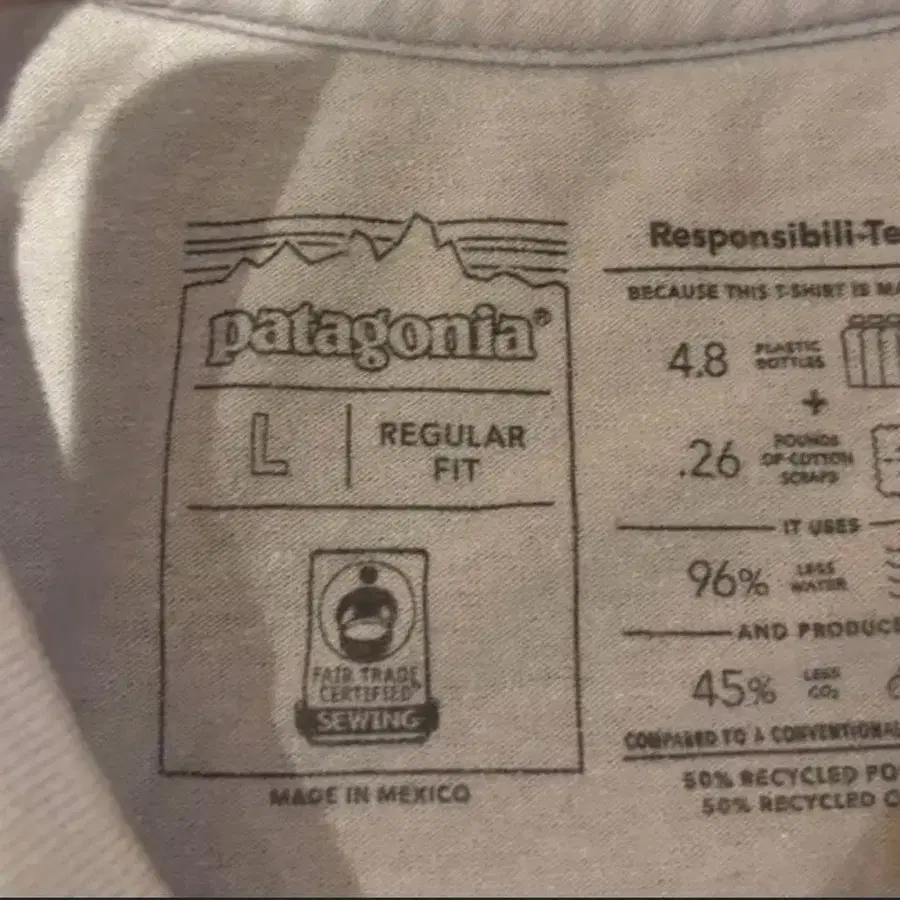 patagonia®
L
REGULAR
FIT
FAIR TRADE
CERTIFIED
SEWING
MADE IN MEXICO
Responsibili-Te
BECAUSE THIS T-SHIRT IS MA
4.8 PLASTIC
BOTTLES
+
.26 POUNDS
OF COTTON
SCRAPS
IT USES
96% LESS
WATER
AND PRODUCE
45% LESS
CO₂
COMPARED TO A CONVENTIONAL
50% RECYCLED PO
50% RECYCLED C